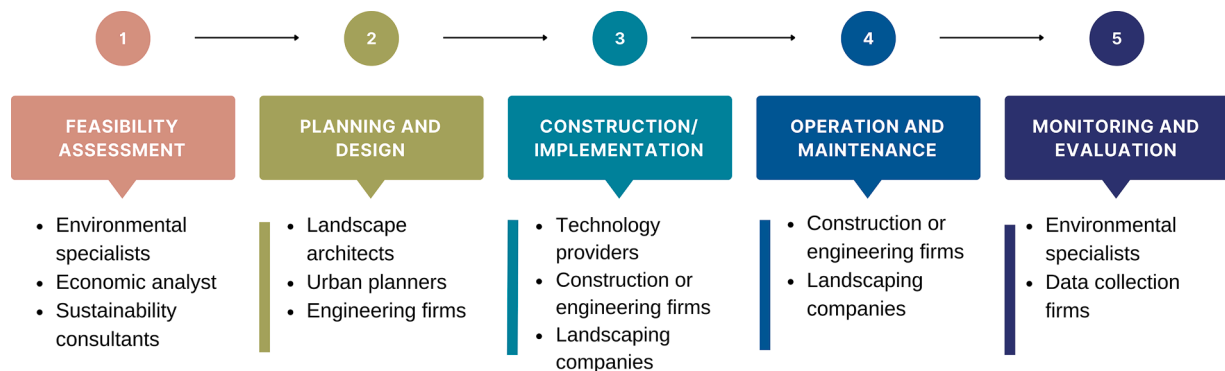 1
2
3
4
5
FEASIBILITY
ASSESSMENT
PLANNING AND
DESIGN
CONSTRUCTION/
IMPLEMENTATION
OPERATION AND
MAINTENANCE
MONITORING AND
EVALUATION
• Environmental
specialists
• Economic analyst
• Sustainability
consultants
• Landscape
architects
• Urban planners
• Engineering firms
• Technology
providers
• Construction or
engineering firms
• Landscaping
companies
• Construction or
engineering firms
• Landscaping
companies
• Environmental
specialists
• Data collection
firms